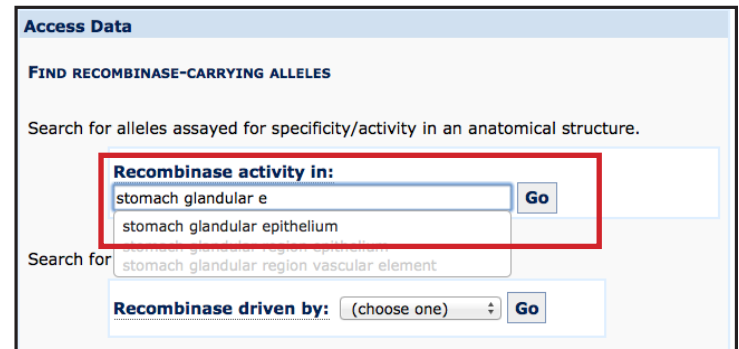 Access Data
FIND RECOMBINASE-CARRYING ALLELES
Search for alleles assayed for specificity/activity in an anatomical structure.
Recombinase activity in:
stomach glandular e Go
stomach glandular epithelium
stomach glandular region epithelium
Search for
stomach glandular region vascular element
Recombinase driven by: (choose one) Go